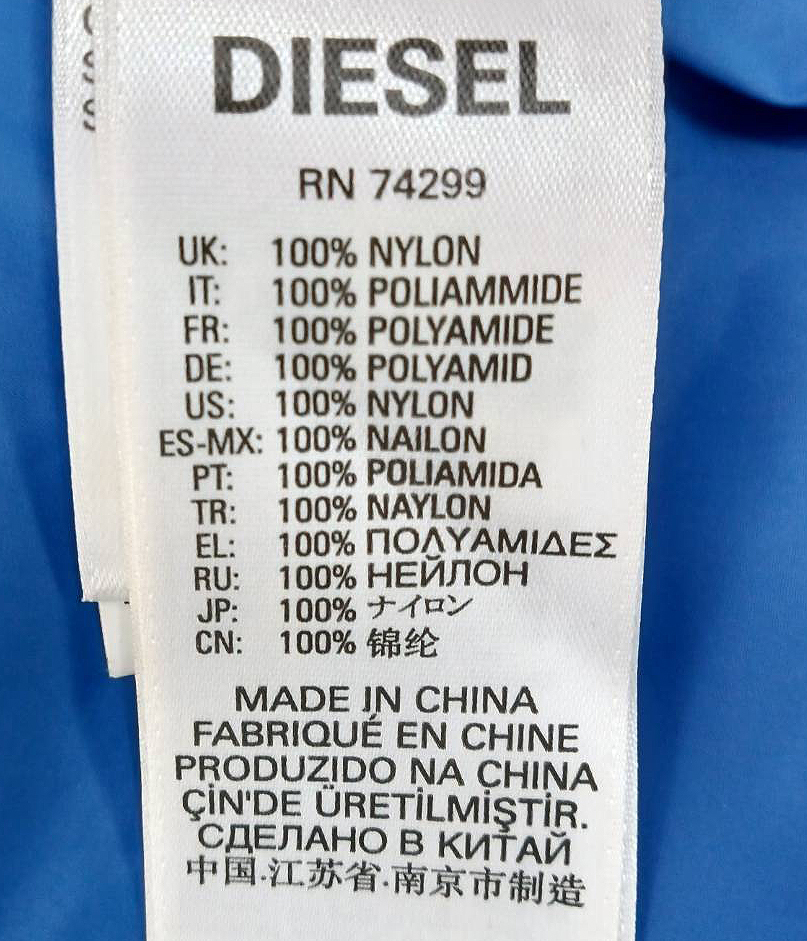 DIESEL
RN 74299
UK: 100% NYLON
IT: 100% POLIAMMIDE
FR: 100% POLYAMIDE
DE: 100% POLYAMID
US: 100% NYLON
ES-MX: 100% NAILON
PT: 100% POLIAMIDA
TR: 100% NAYLON
EL: 100% ΠΟΛΥΑΜΙΔΕΣ
RU: 100% НЕЙЛОН
JP: 100% ナイロン
CN: 100% 锦纶
MADE IN CHINA
FABRIQUÉ EN CHINE
PRODUZIDO NA CHINA
ÇİN'DE ÜRETİLMİŞTİR.
СДЕЛАНО В КИТАЙ
中国.江苏省.南京市制造